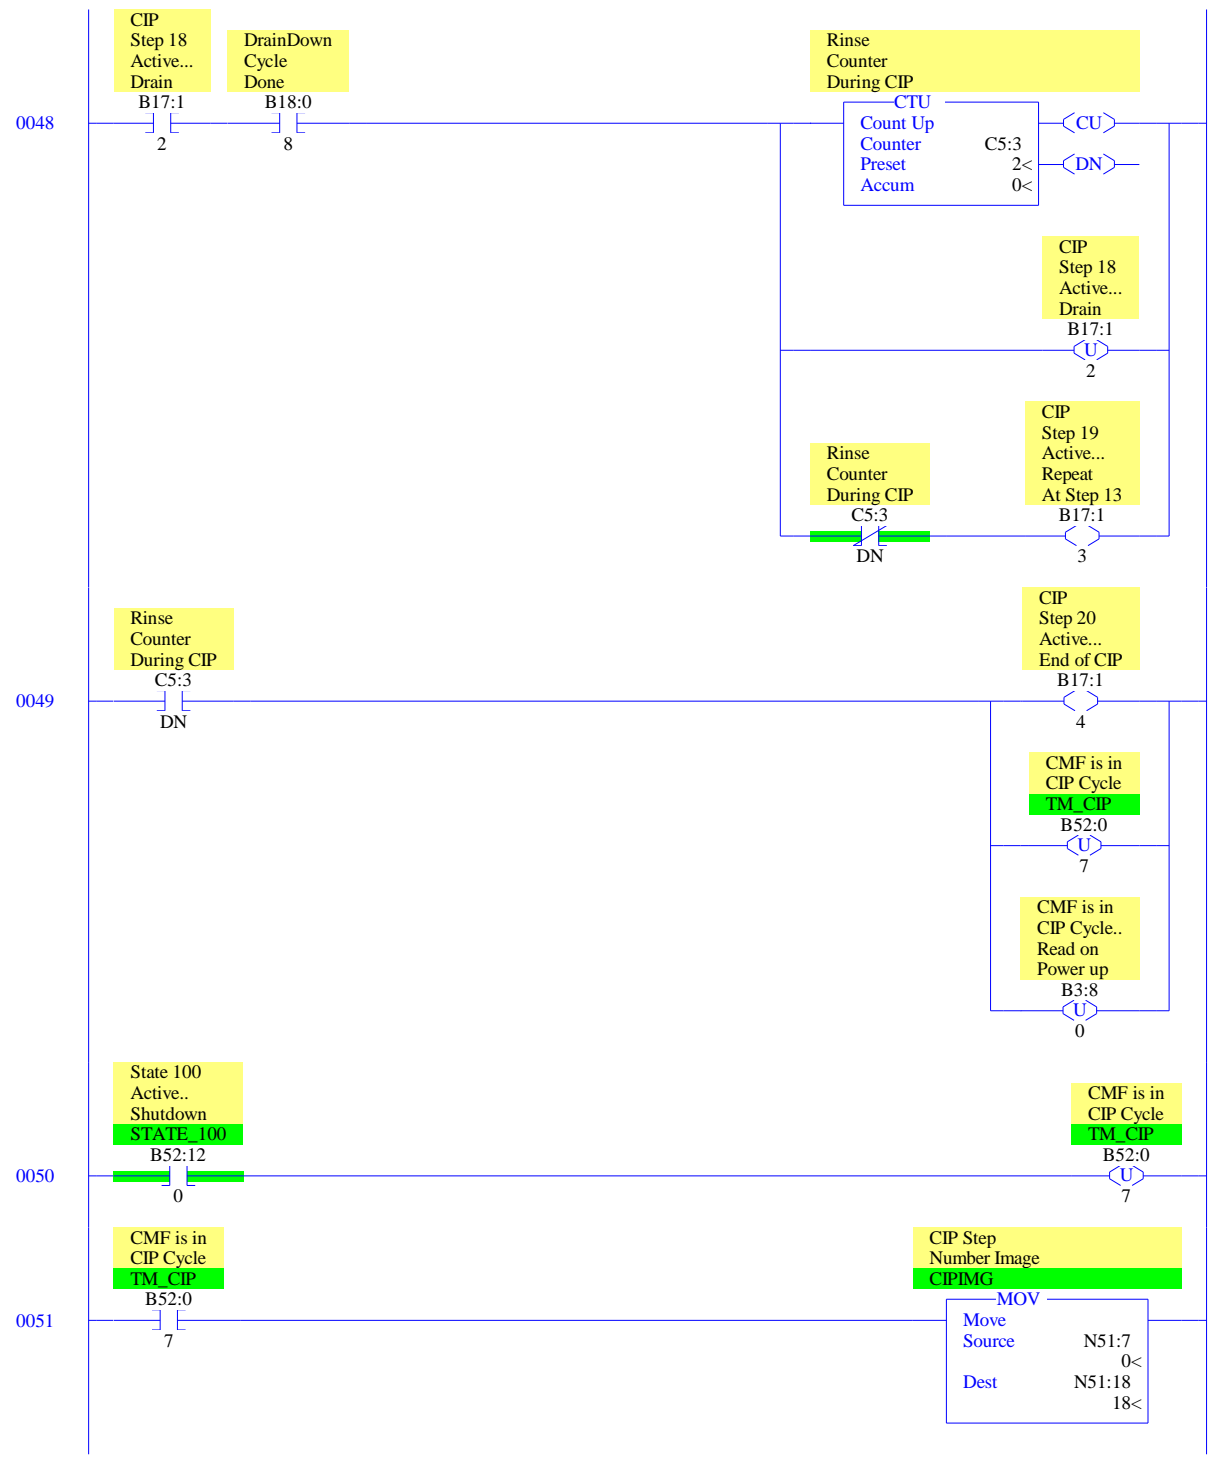 CIP
Step 18
Active...
Drain
B17:1
2
DrainDown
Cycle
Done
B18:0
8
Rinse
Counter
During CIP
CTU
Count Up
Counter C5:3
Preset 2<
Accum 0<
CU
DN
0048
CIP
Step 18
Active...
Drain
B17:1
U
2
Rinse
Counter
During CIP
C5:3
DN
CIP
Step 19
Active...
Repeat
At Step 13
B17:1
3
Rinse
Counter
During CIP
C5:3
DN
0049
CIP
Step 20
Active...
End of CIP
B17:1
4
CMF is in
CIP Cycle
TM_CIP
B52:0
U
7
CMF is in
CIP Cycle..
Read on
Power up
B3:8
U
0
State 100
Active..
Shutdown
STATE_100
B52:12
0
0050
CMF is in
CIP Cycle
TM_CIP
B52:0
U
7
CMF is in
CIP Cycle
TM_CIP
B52:0
7
0051
CIP Step
Number Image
CIPIMG
MOV
Move
Source N51:7
0<
Dest N51:18
18<